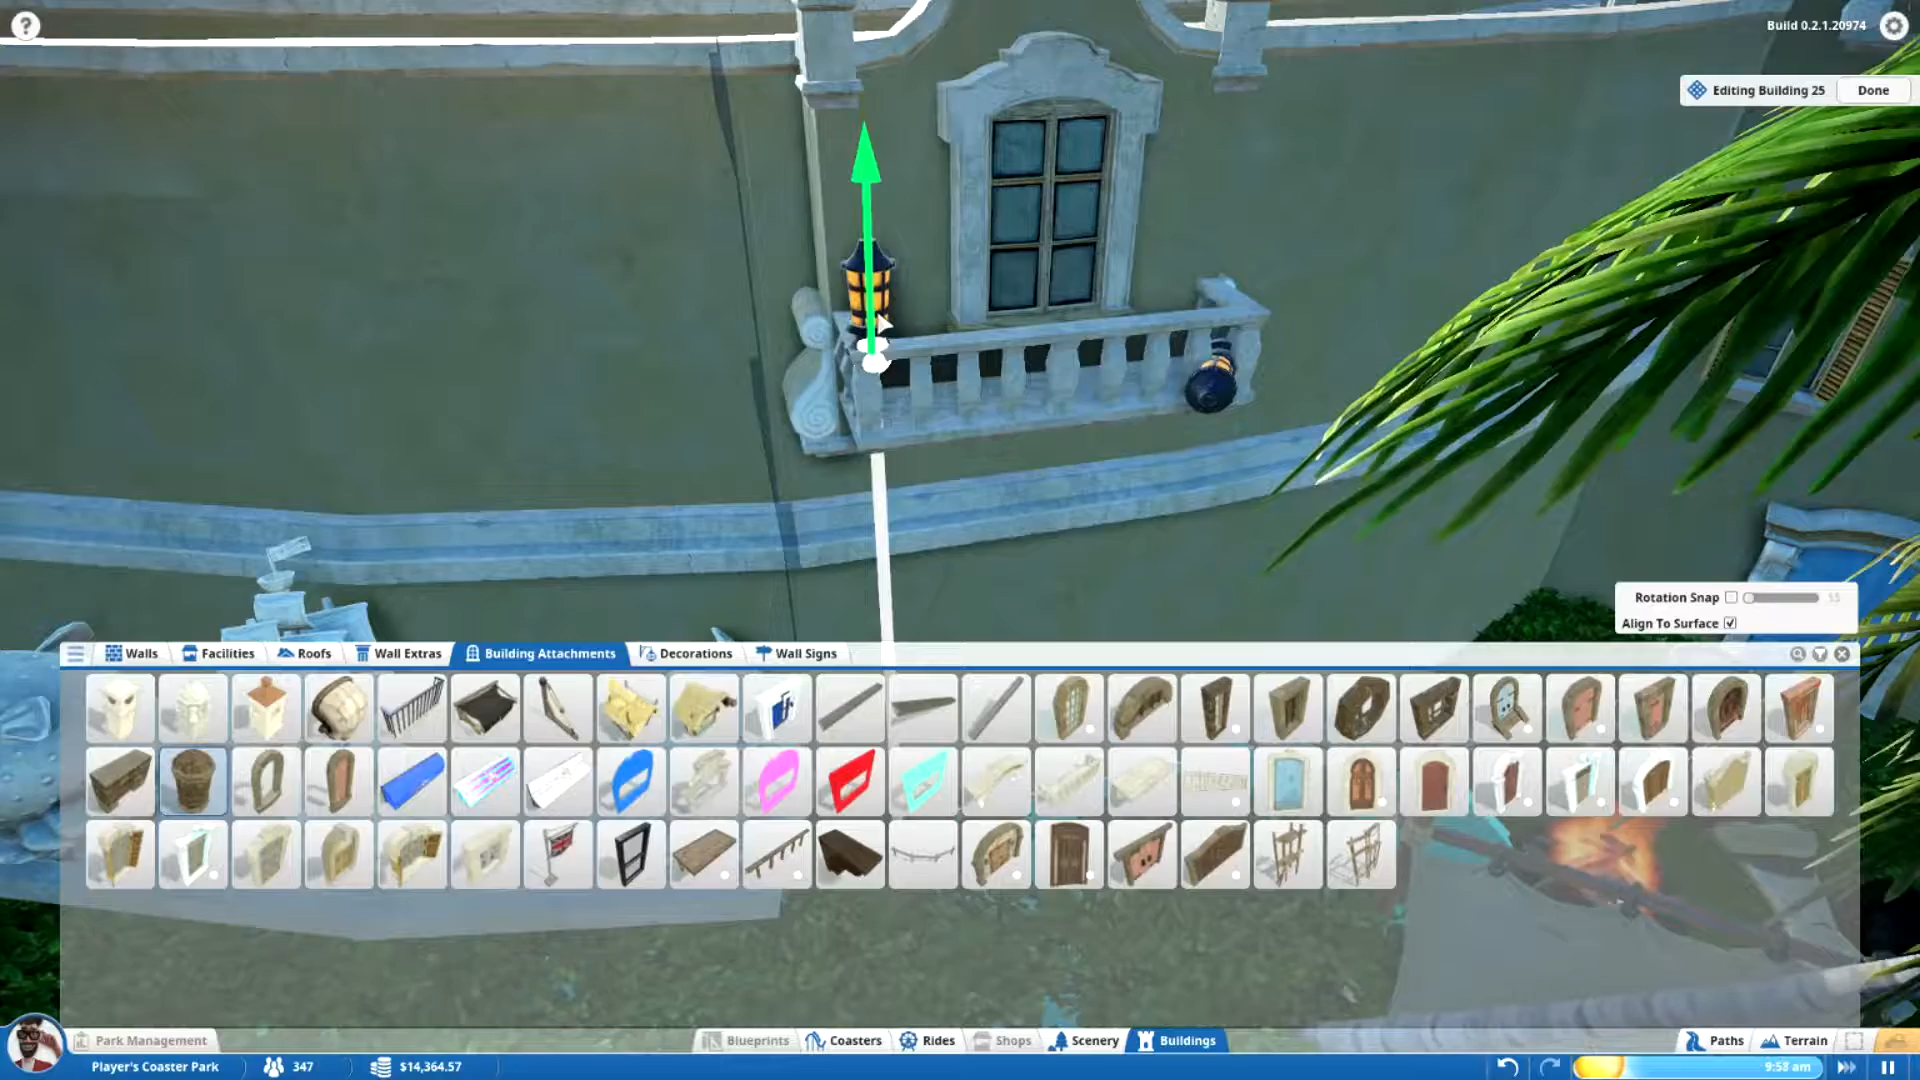 ?
Build 0.2.1.20974
Editing Building 25 Done
Rotation Snap
Align To Surface
Walls Facilities Roofs Wall Extras Building Attachments Decorations Wall Signs
Park Management Blueprints Coasters Rides Shops Scenery Buildings Paths Terrain
Player's Coaster Park 347 $14,364.57 9:58 am